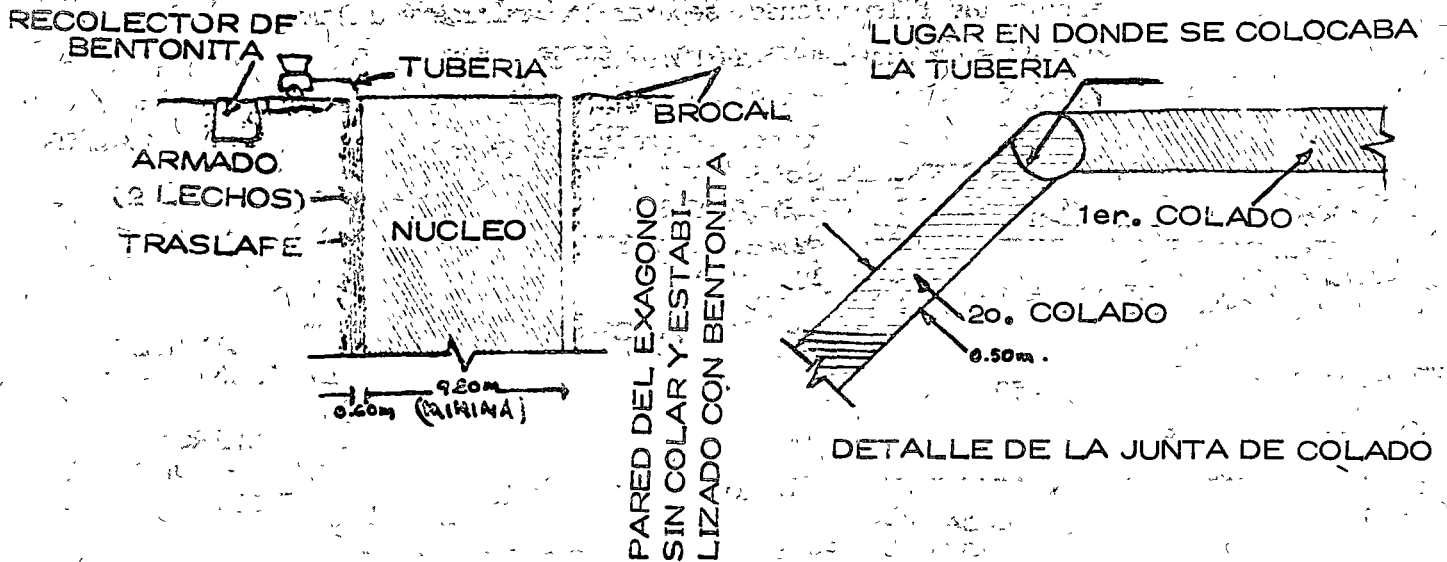 RECOLECTOR DE
BENTONITA
TUBERIA
BROCAL
ARMADO
(2 LECHOS)
TRASLAFE
NUCLEO
0.60m
9.20m
(MINIMA)
PARED DEL EXAGONO
SIN COLAR Y ESTABI-
LIZADO CON BENTONITA
LUGAR EN DONDE SE COLOCABA
LA TUBERIA
1er. COLADO
2o. COLADO
0.50m.
DETALLE DE LA JUNTA DE COLADO